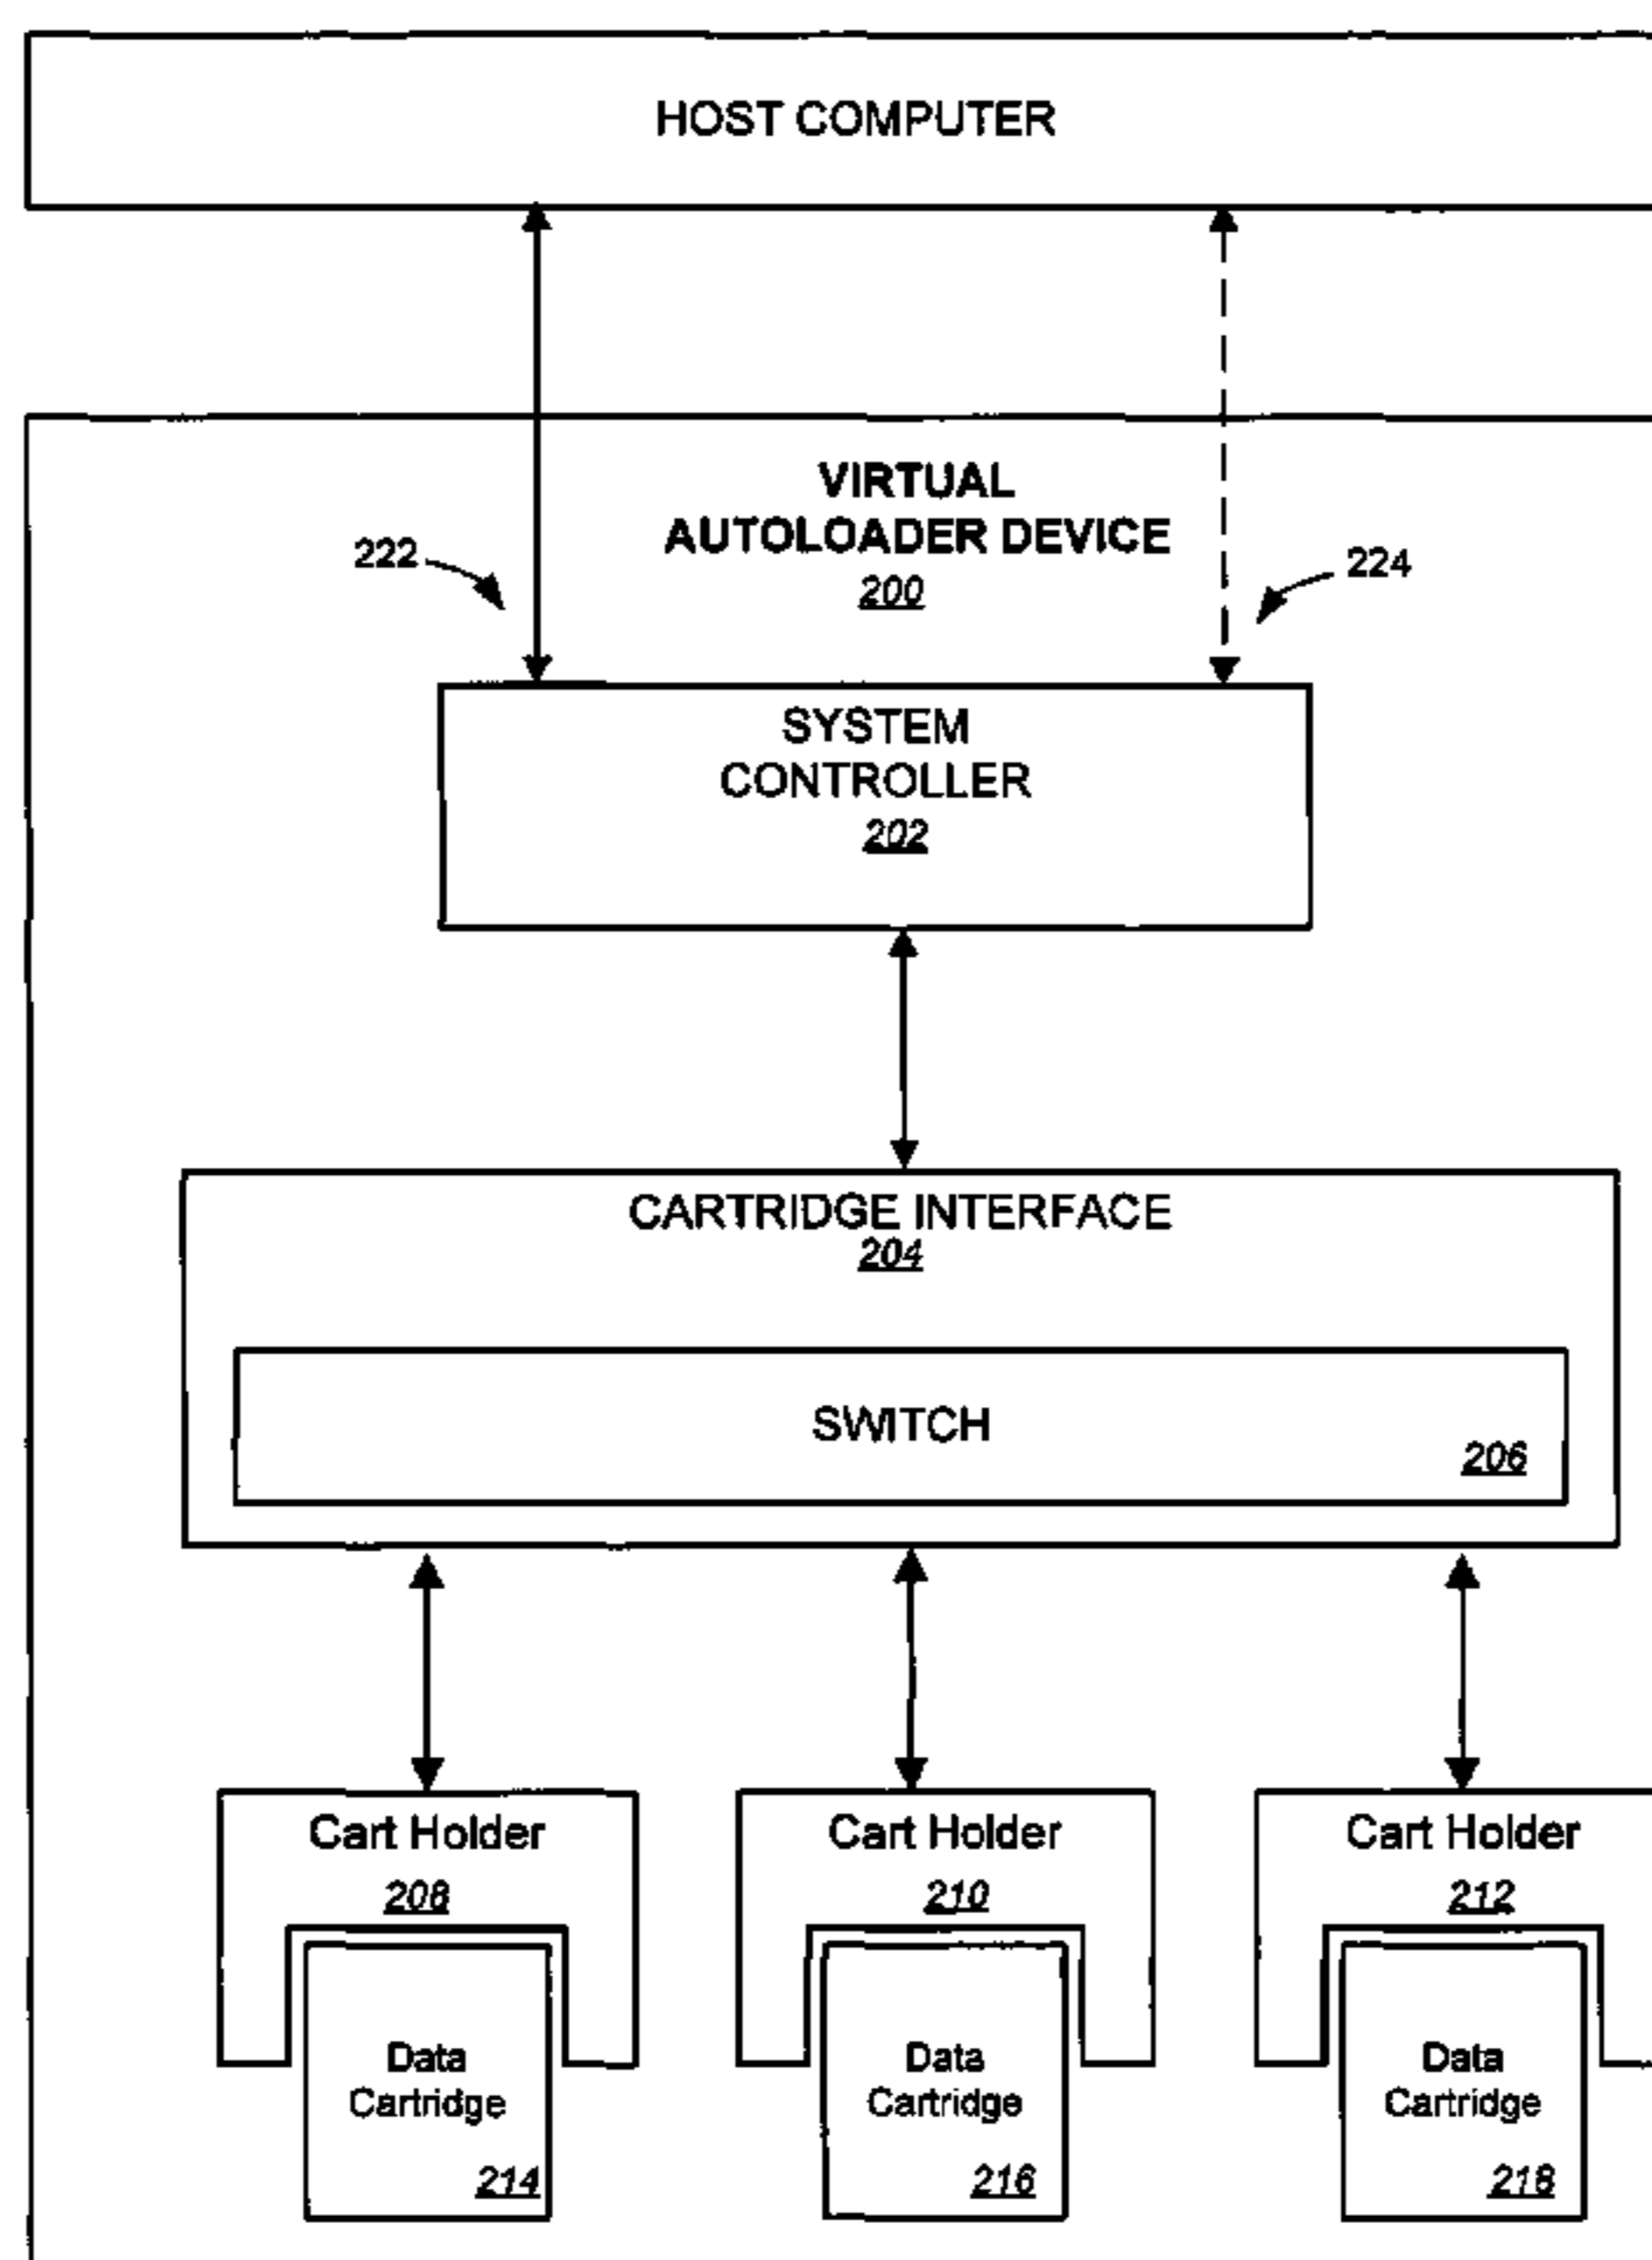 HOST COMPUTER
VIRTUAL
AUTOLOADER DEVICE
200
222
224
SYSTEM
CONTROLLER
202
CARTRIDGE INTERFACE
204
SWITCH
206
Cart Holder
208
Cart Holder
210
Cart Holder
212
Data
Cartridge
214
Data
Cartridge
216
Data
Cartridge
218